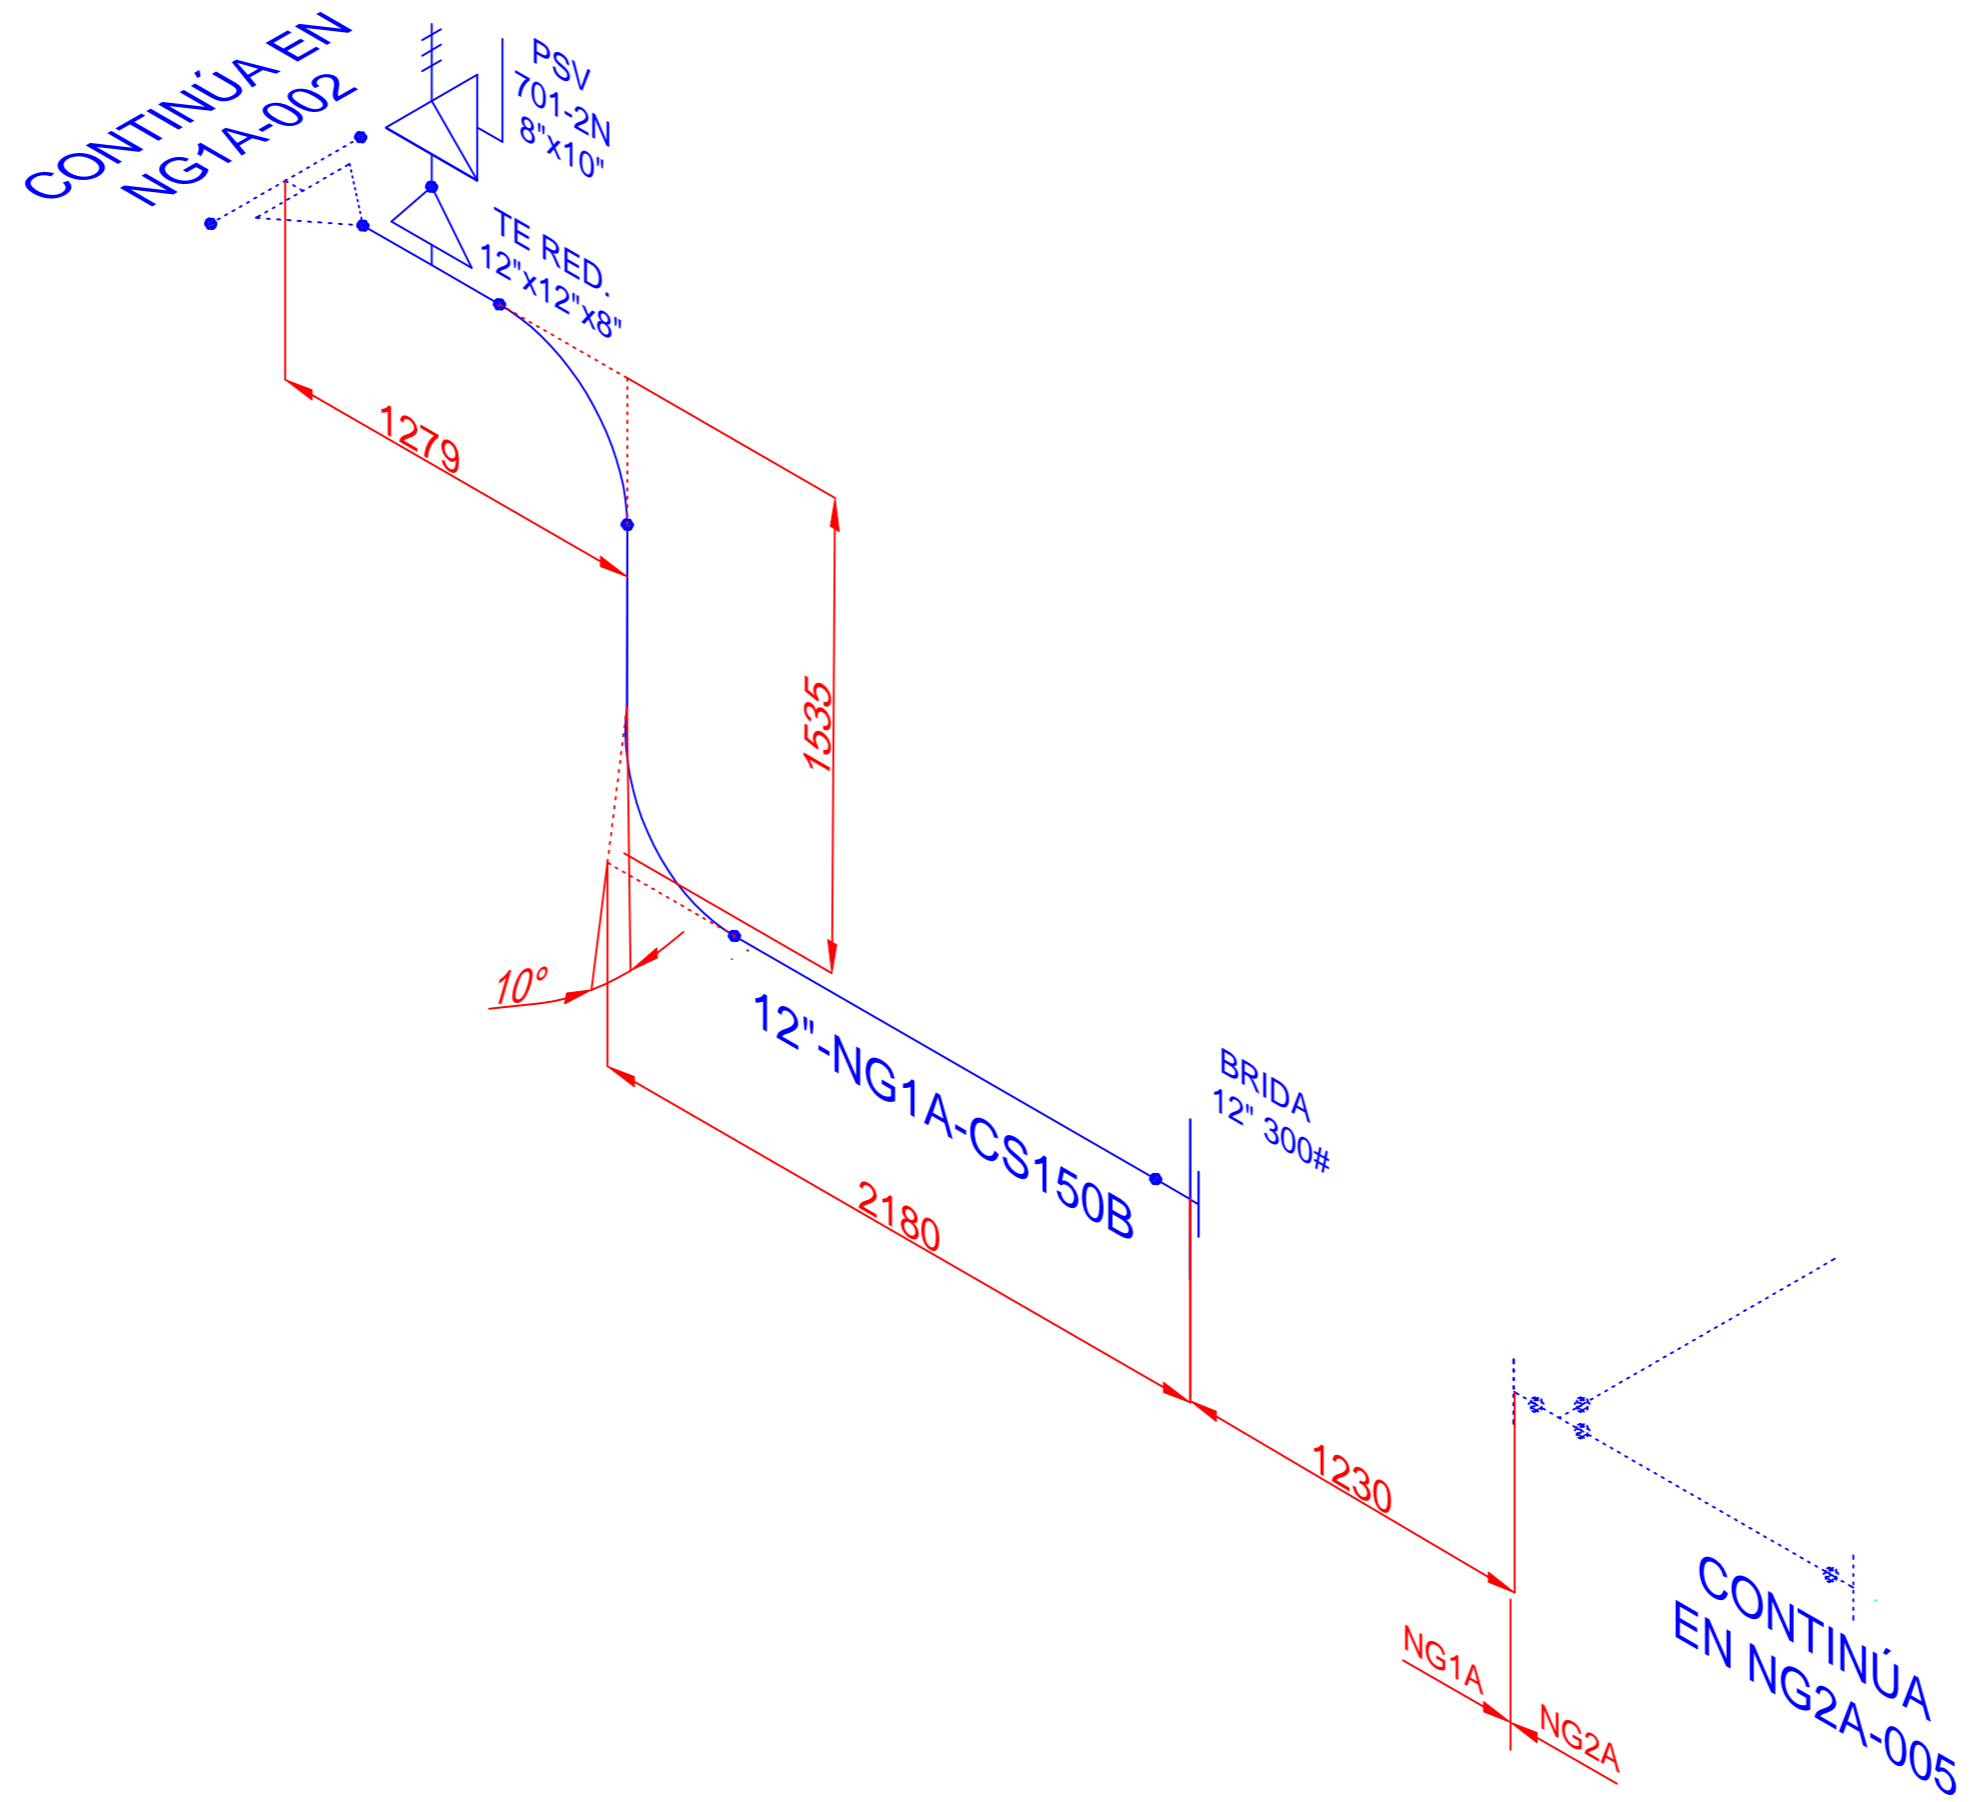 CONTINÚA EN
NG1A-002
PSV
701-2N
8"x10"
TE RED.
12"x12"x8"
1279
1535
10°
12"-NG1A-CS150B
BRIDA
12" 300#
2180
1230
NG1A
NG2A
CONTINÚA
EN NG2A-005